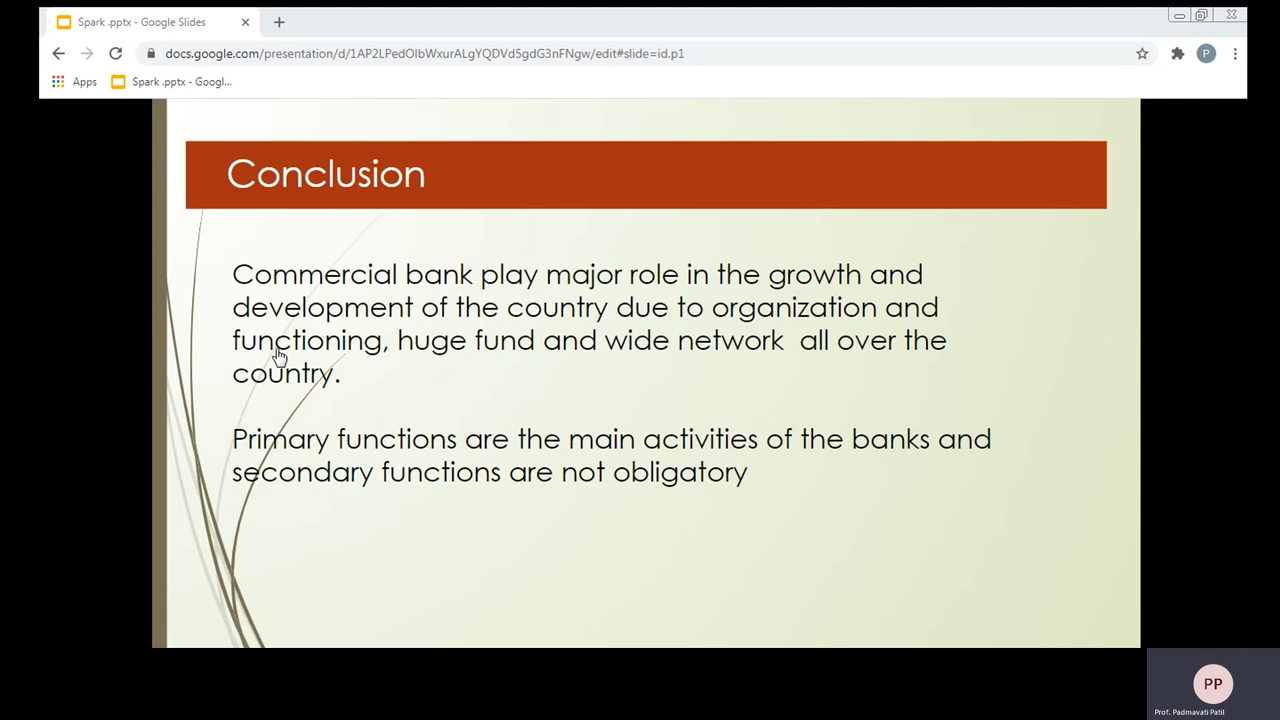 Spark .pptx - Google Slides
docs.google.com/presentation/d/1AP2LPedOlbWxurALgYQDVd5gdG3nFNgw/edit#slide=id.p1
P
Apps
Spark .pptx - Googl...
Conclusion
Commercial bank play major role in the growth and
development of the country due to organization and
functioning, huge fund and wide network all over the
country.
Primary functions are the main activities of the banks and
secondary functions are not obligatory
PP
Prof. Padmavati Patil